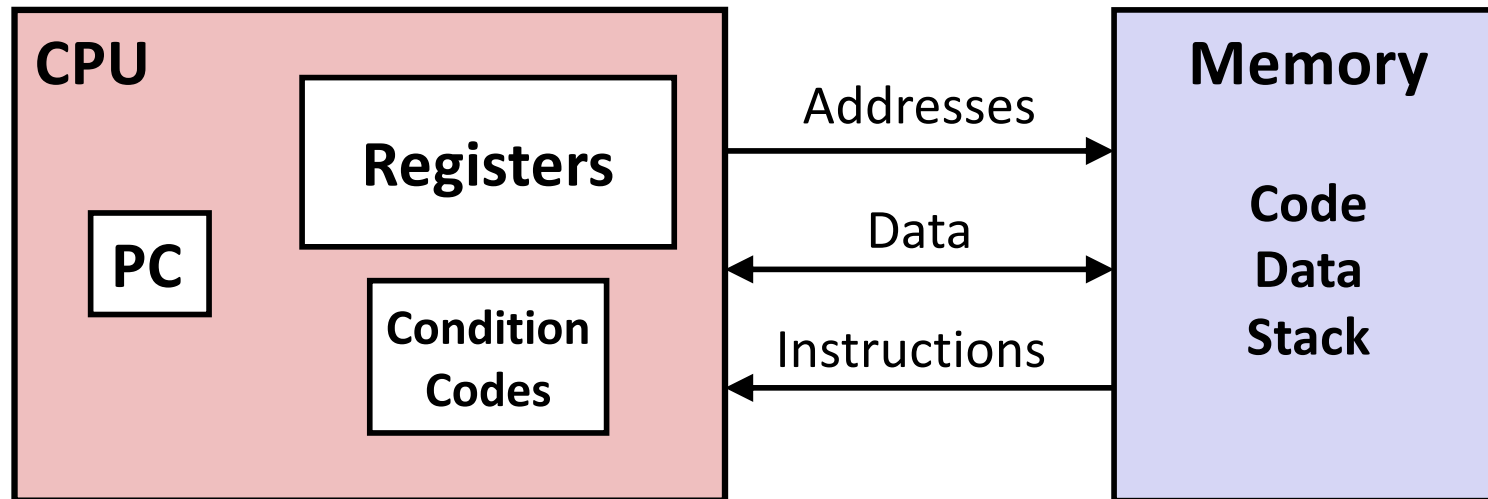 CPU
Registers
PC
Condition
Codes
Addresses
Data
Instructions
Memory
Code
Data
Stack